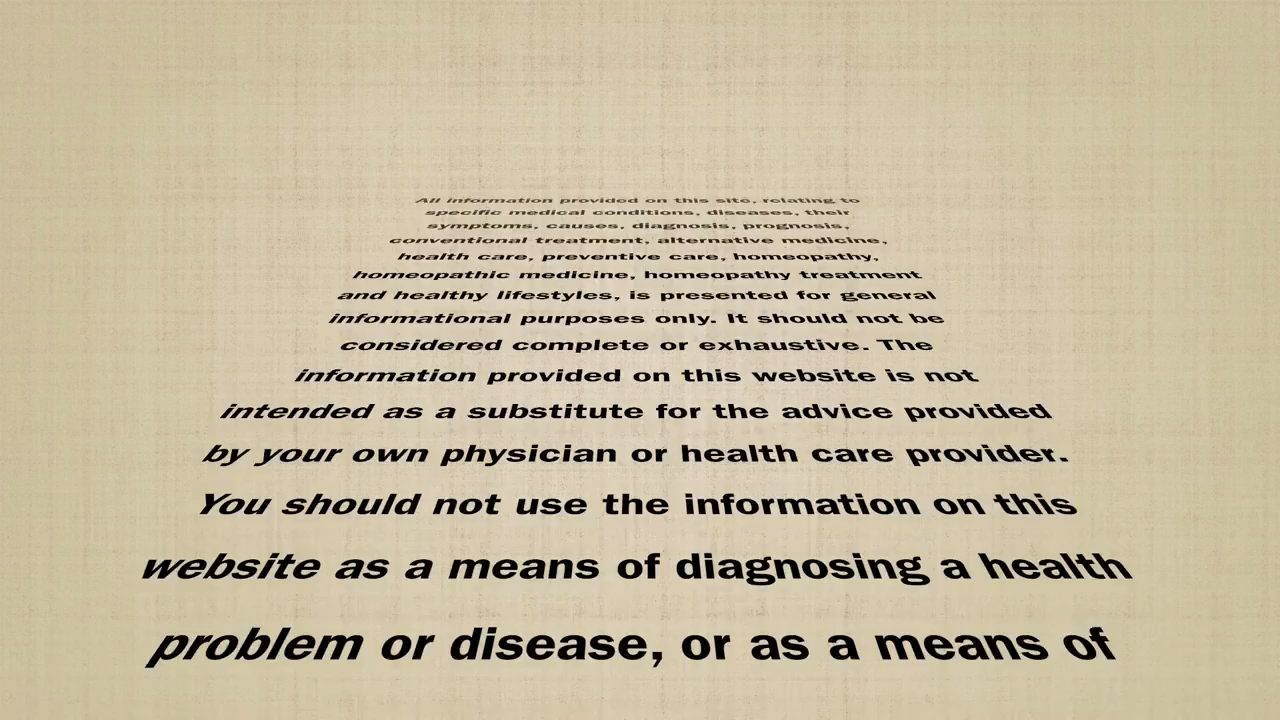 All information provided on this site, relating to
specific medical conditions, diseases, their
symptoms, causes, diagnosis, prognosis,
conventional treatment, alternative medicine,
health care, preventive care, homeopathy,
homeopathic medicine, homeopathy treatment
and healthy lifestyles, is presented for general
informational purposes only. It should not be
considered complete or exhaustive. The
information provided on this website is not
intended as a substitute for the advice provided
by your own physician or health care provider.
You should not use the information on this
website as a means of diagnosing a health
problem or disease, or as a means of